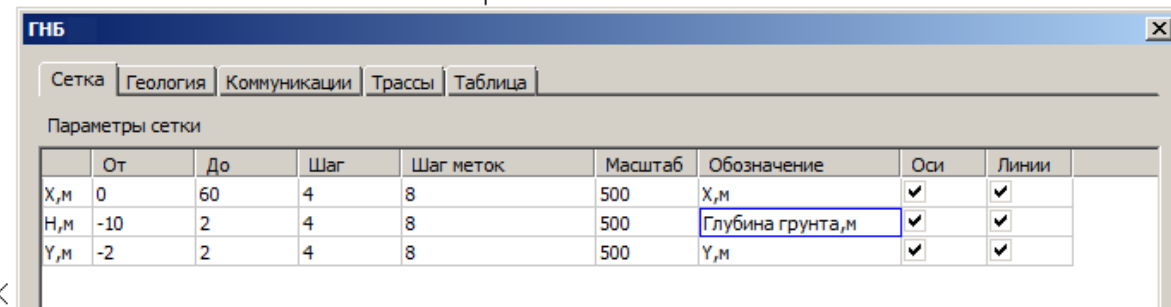 ГНБ
Сетка Геология Коммуникации Трассы Таблица
Параметры сетки
От До Шаг Шаг меток Масштаб Обозначение Оси Линии
X,м 0 60 4 8 500 X,м
H,м -10 2 4 8 500 Глубина грунта,м
Y,м -2 2 4 8 500 Y,м